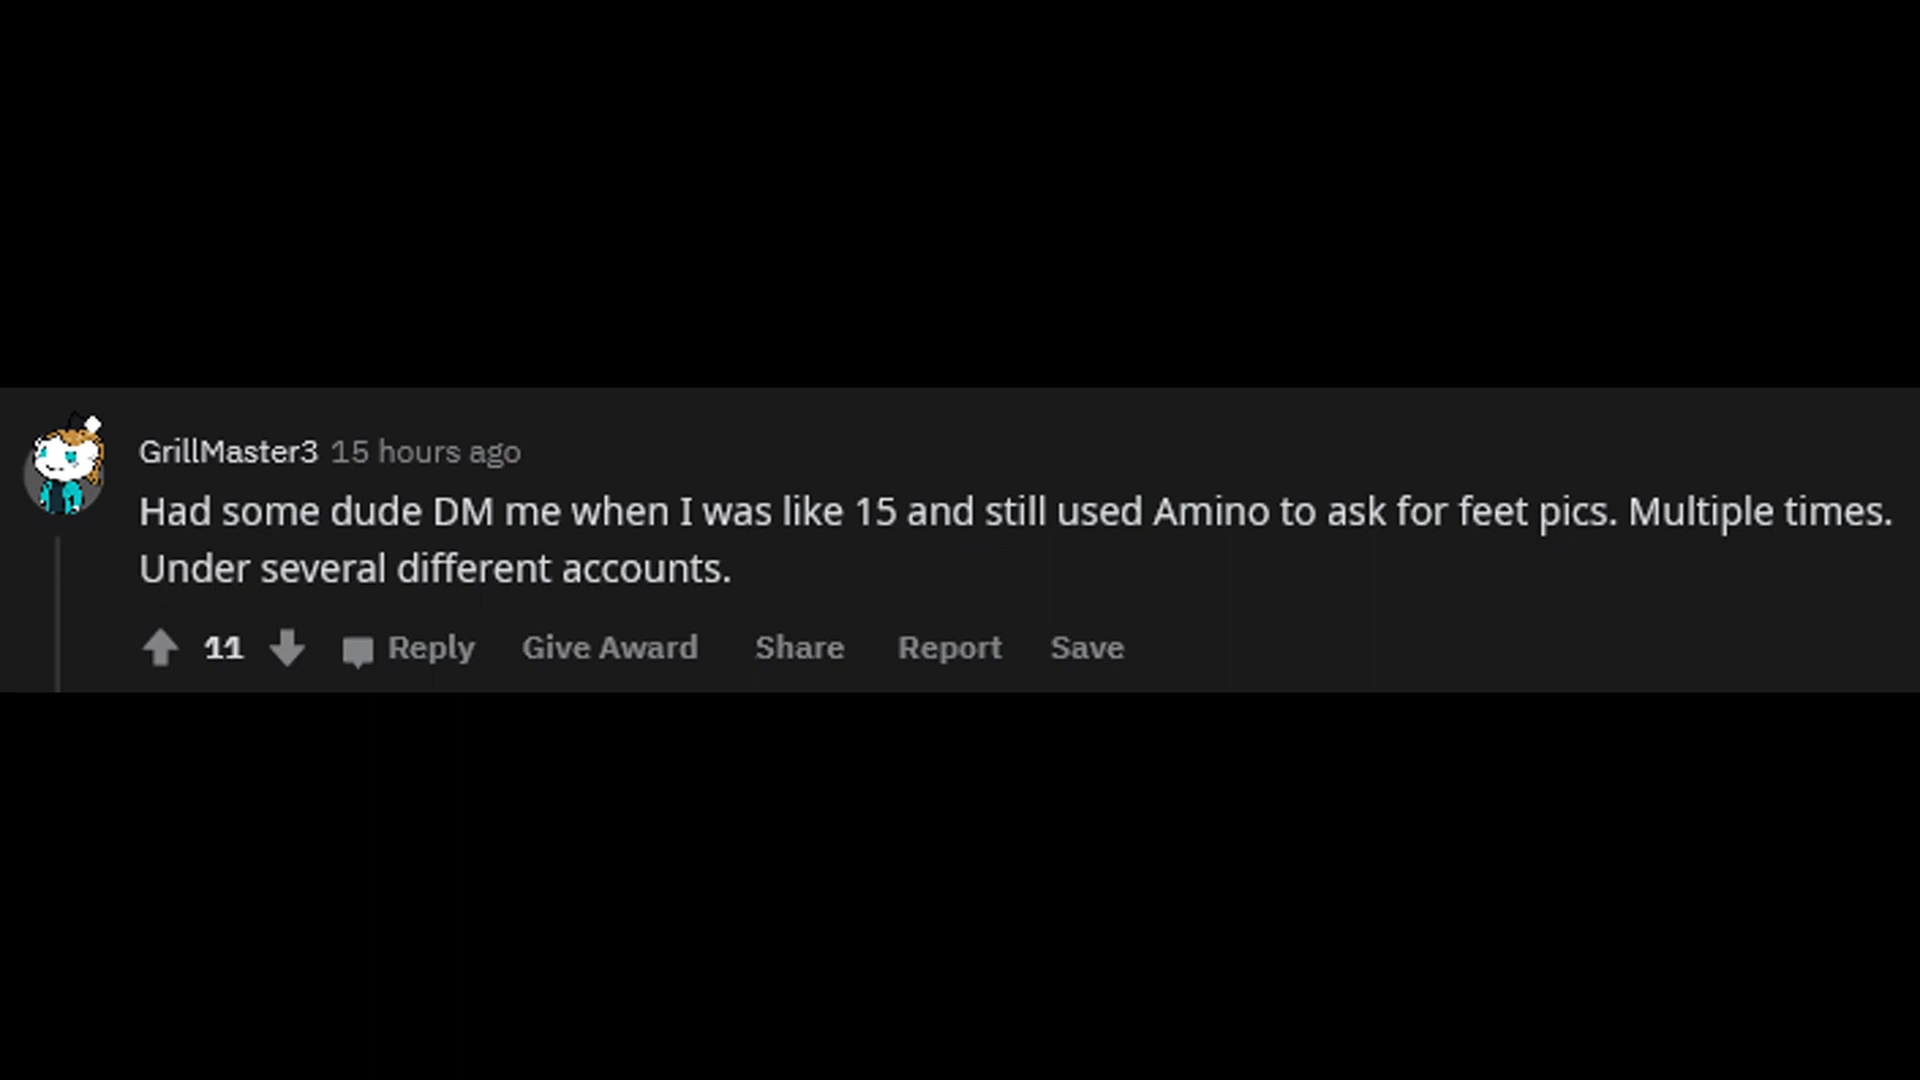 GrillMaster3 15 hours ago
Had some dude DM me when I was like 15 and still used Amino to ask for feet pics. Multiple times.
Under several different accounts.
11 Reply Give Award Share Report Save